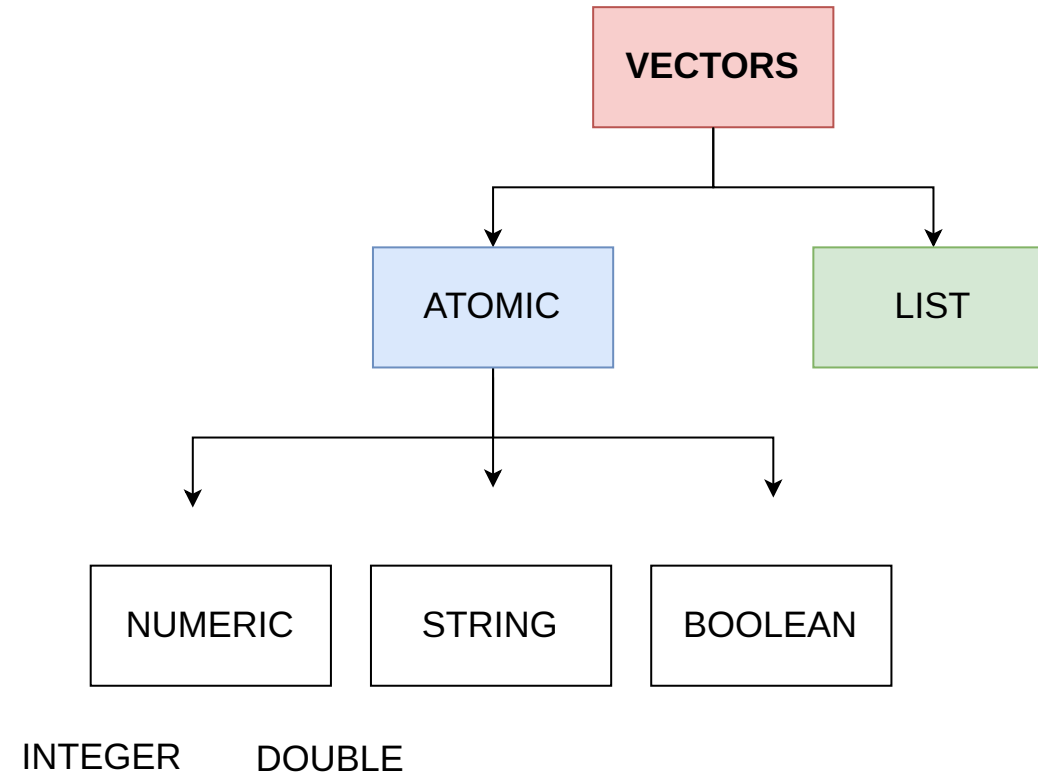 VECTORS
ATOMIC
LIST
NUMERIC
STRING
BOOLEAN
INTEGER
DOUBLE